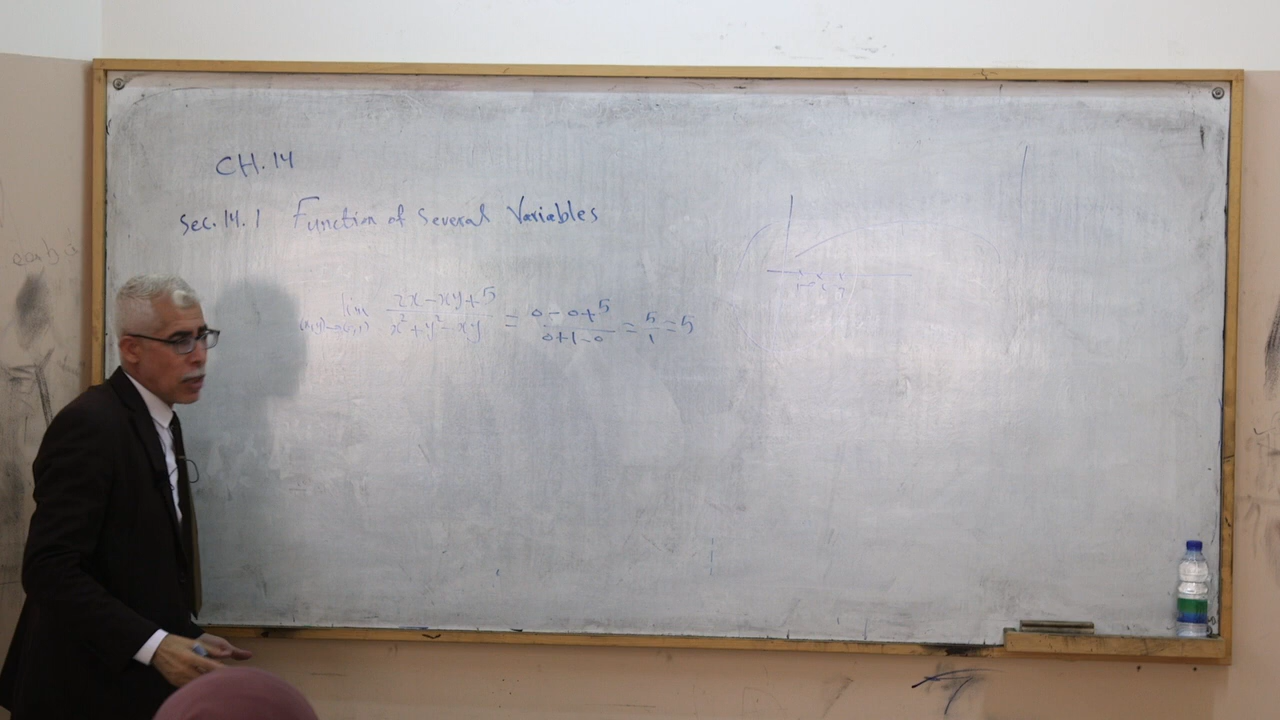 CH.14
Sec. 14.1 Function of Several Variables
lim (x,y)→(0,1) (2x-xy+5)/(x²+y²-xy) = (0-0+5)/(0+1-0) = 5/1 = 5